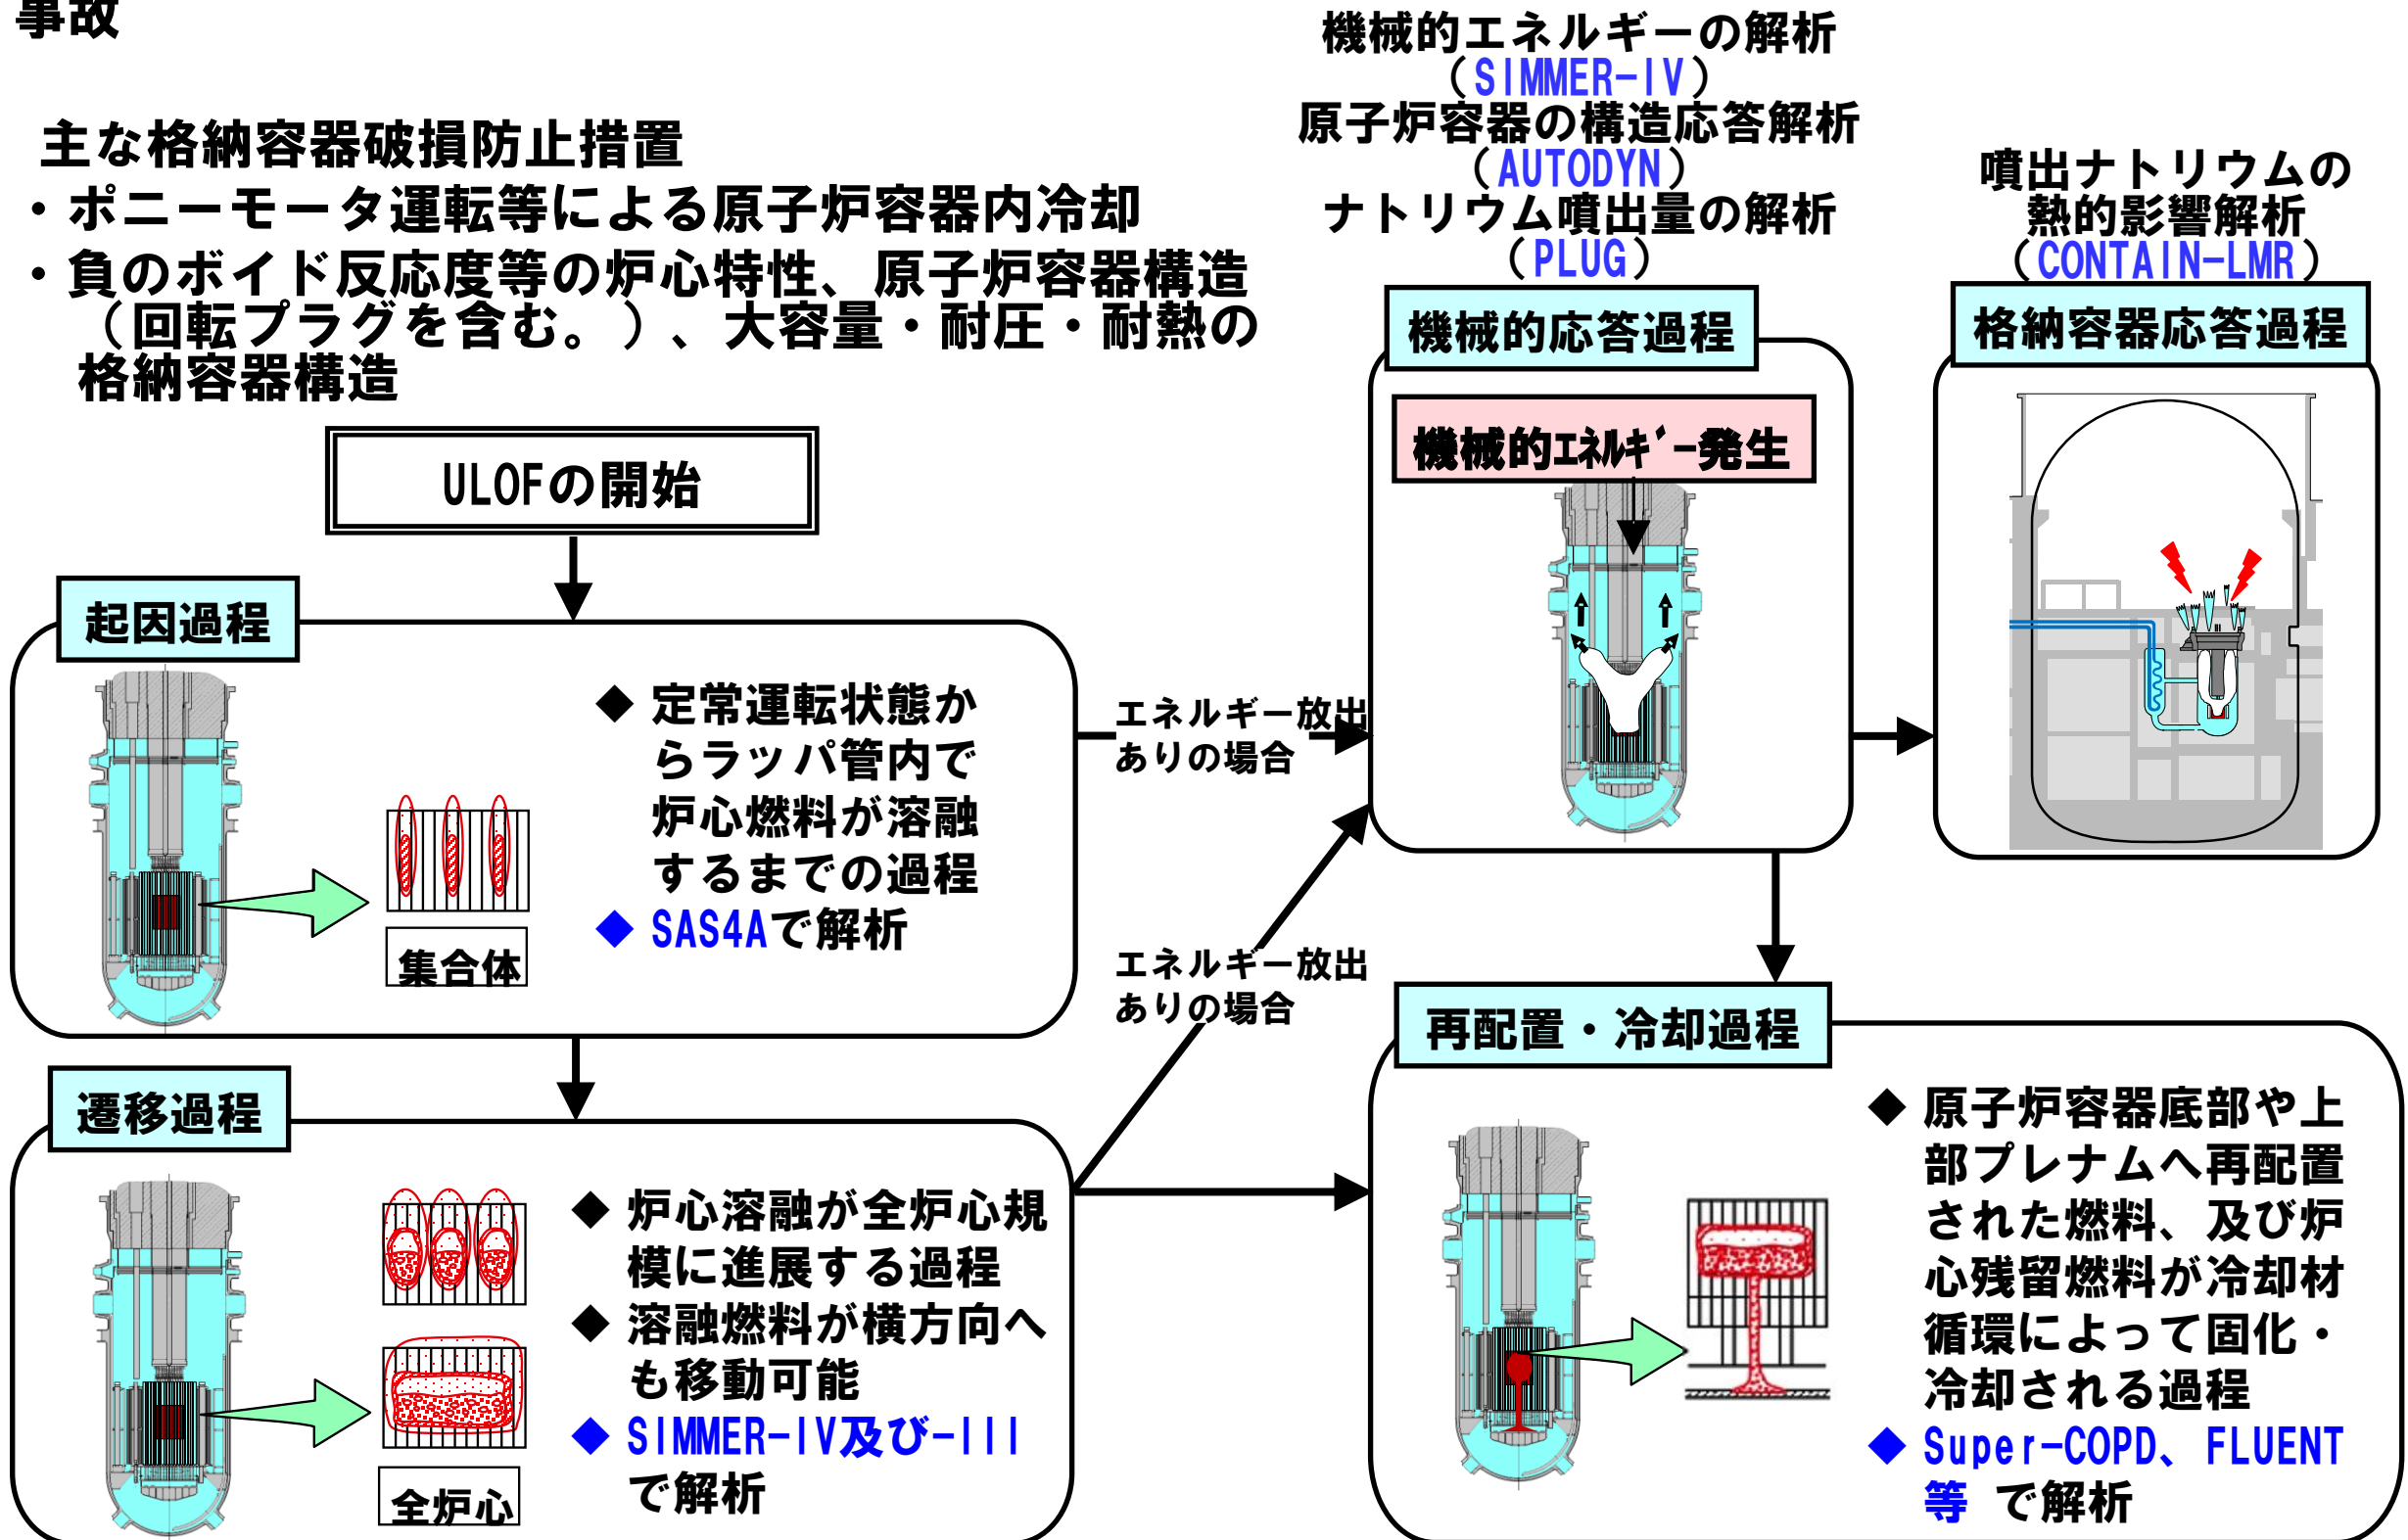 事故
主な格納容器破損防止措置
・ポニーモータ運転等による原子炉容器内冷却
・負のボイド反応度等の炉心特性、原子炉容器構造
（回転プラグを含む。）、大容量・耐圧・耐熱の
格納容器構造
機械的エネルギーの解析
（SIMMER-IV）
原子炉容器の構造応答解析
（AUTODYN）
ナトリウム噴出量の解析
（PLUG）
噴出ナトリウムの
熱的影響解析
（CONTAIN-LMR）
機械的応答過程
格納容器応答過程
機械的ｴﾈﾙｷﾞｰ発生
ULOFの開始
起因過程
◆ 定常運転状態か
らラッパ管内で
炉心燃料が溶融
するまでの過程
◆ SAS4Aで解析
集合体
エネルギー放出
ありの場合
エネルギー放出
ありの場合
遷移過程
◆ 炉心溶融が全炉心規
模に進展する過程
◆ 溶融燃料が横方向へ
も移動可能
◆ SIMMER-IV及び-III
で解析
全炉心
再配置・冷却過程
◆ 原子炉容器底部や上
部プレナムへ再配置
された燃料、及び炉
心残留燃料が冷却材
循環によって固化・
冷却される過程
◆ Super-COPD、FLUENT
等 で解析